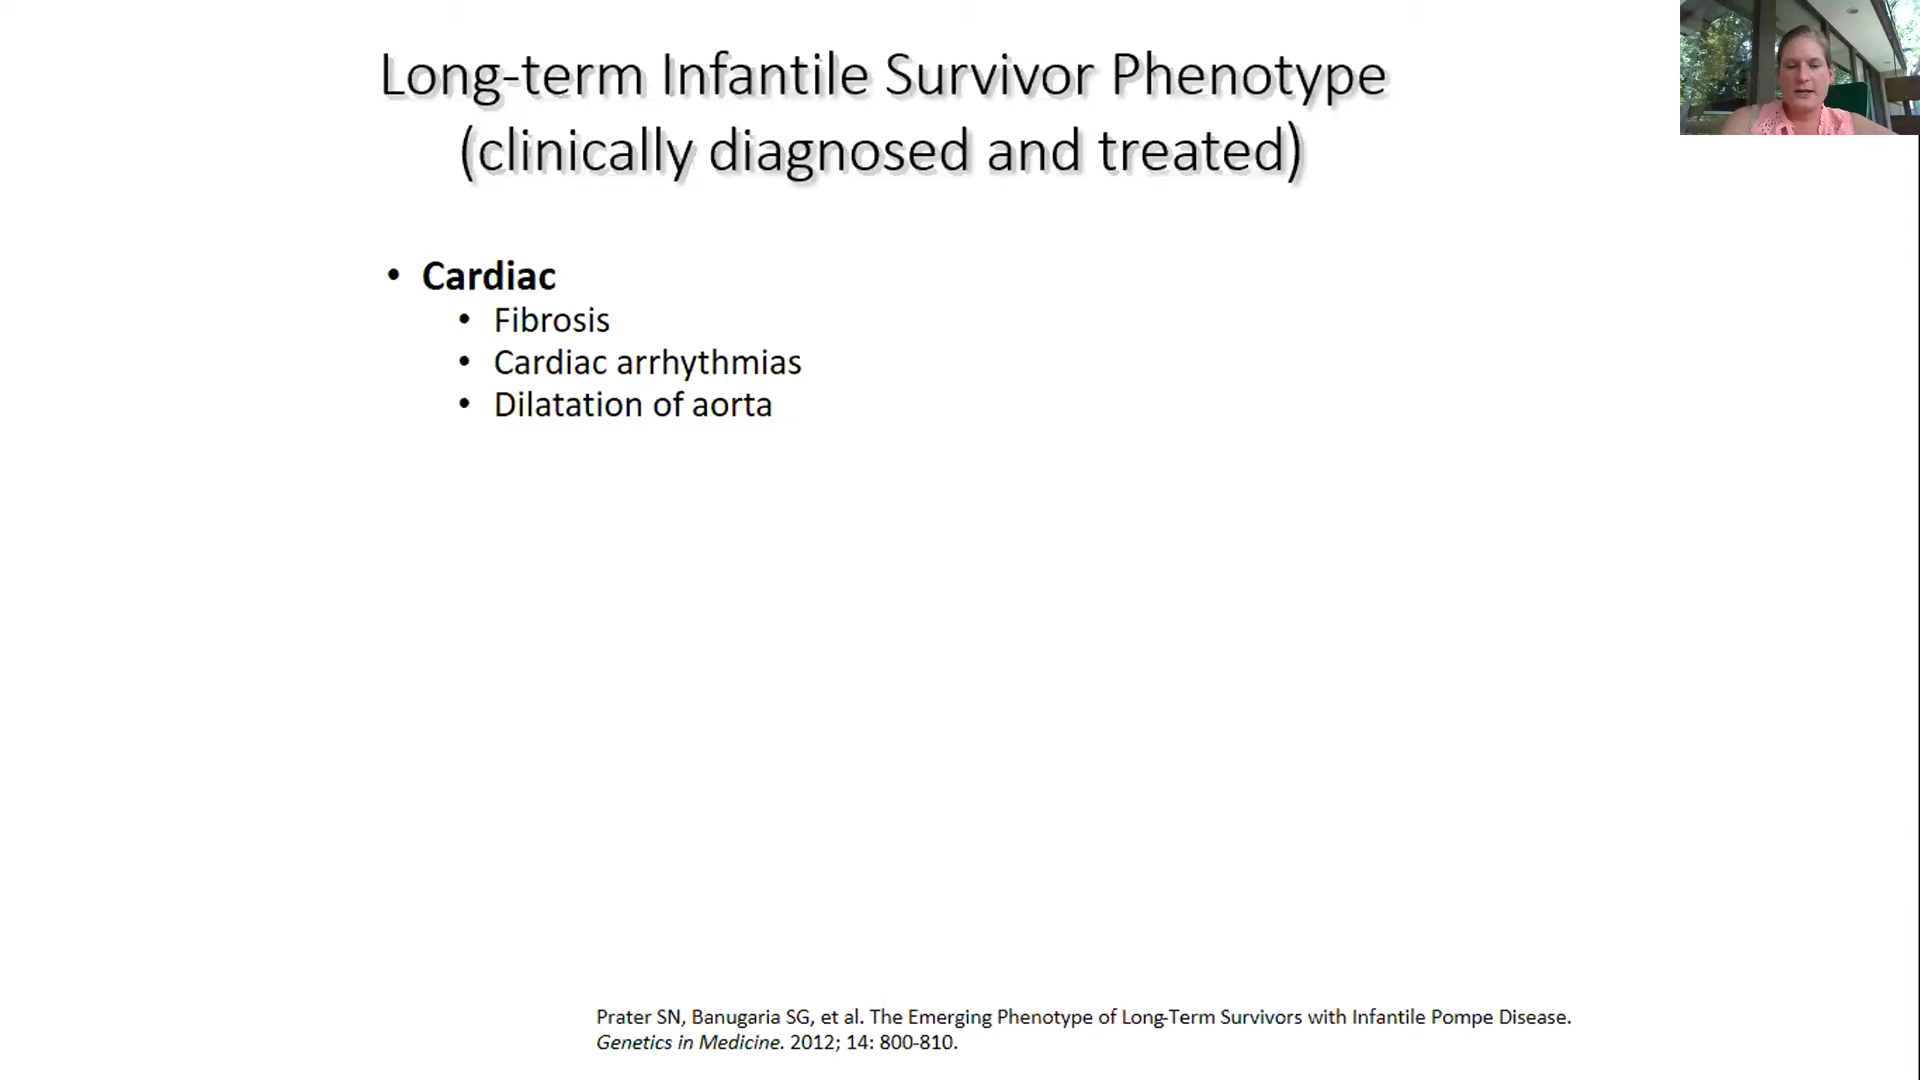 Long-term Infantile Survivor Phenotype
(clinically diagnosed and treated)
• Cardiac
• Fibrosis
• Cardiac arrhythmias
• Dilatation of aorta
Prater SN, Banugaria SG, et al. The Emerging Phenotype of Long-Term Survivors with Infantile Pompe Disease.
Genetics in Medicine. 2012; 14: 800-810.